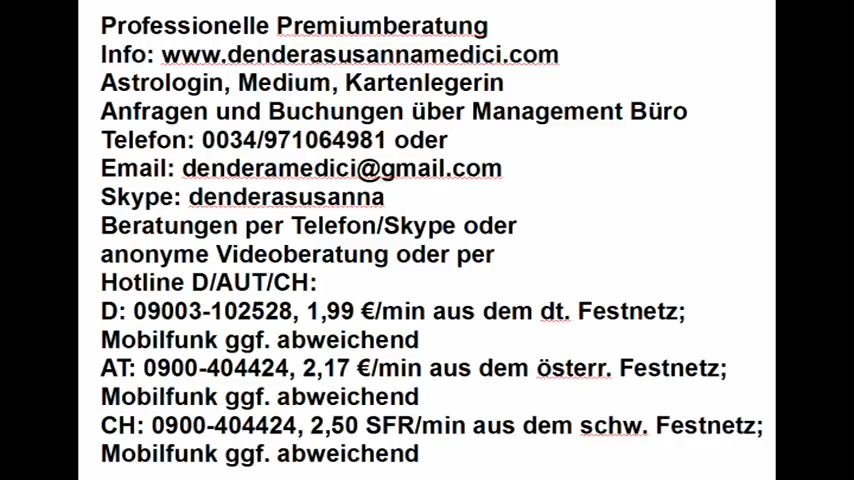 Professionelle Premiumberatung
Info: www.denderasusannamedici.com
Astrologin, Medium, Kartenlegerin
Anfragen und Buchungen über Management Büro
Telefon: 0034/971064981 oder
Email: denderamedici@gmail.com
Skype: denderasusanna
Beratungen per Telefon/Skype oder
anonyme Videoberatung oder per
Hotline D/AUT/CH:
D: 09003-102528, 1,99 €/min aus dem dt. Festnetz;
Mobilfunk ggf. abweichend
AT: 0900-404424, 2,17 €/min aus dem österr. Festnetz;
Mobilfunk ggf. abweichend
CH: 0900-404424, 2,50 SFR/min aus dem schw. Festnetz;
Mobilfunk ggf. abweichend